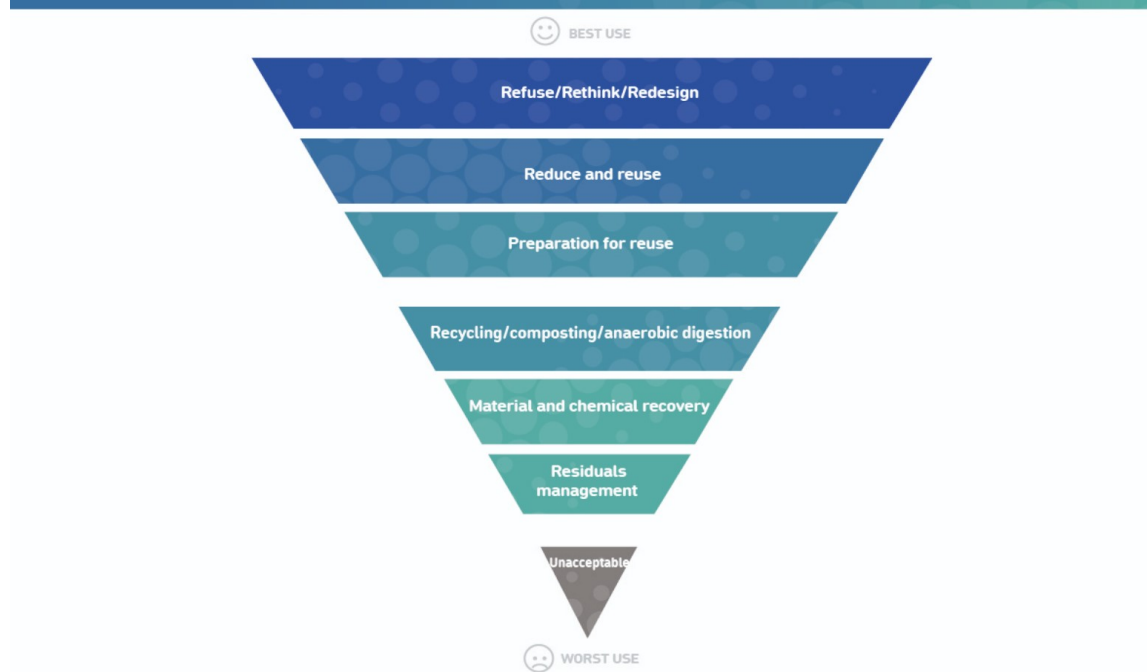 BEST USE
Refuse/Rethink/Redesign
Reduce and reuse
Preparation for reuse
Recycling/composting/anaerobic digestion
Material and chemical recovery
Residuals
management
Unacceptable
WORST USE